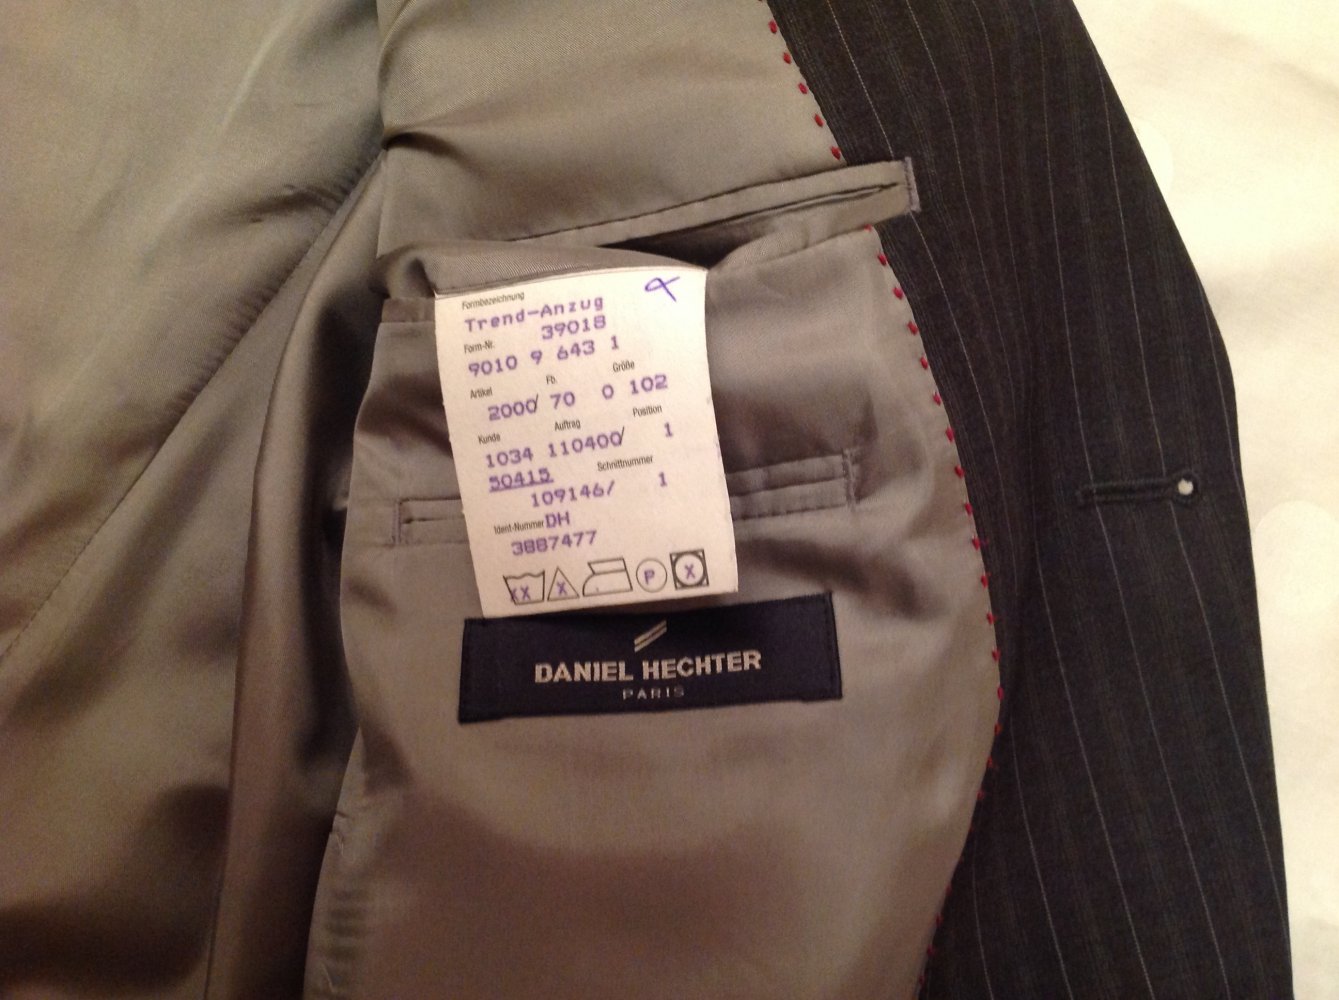 Formbezeichnung
Trend-Anzug
39018
Form-Nr.
9010 9 643 1
Artikel Fb. Größe
2000/ 70 0 102
Kunde Auftrag Position
1034 110400/ 1
50415 Schnittnummer
109146/ 1
Ident-Nummer DH
3887477
XX X P X
DANIEL HECHTER
PARIS